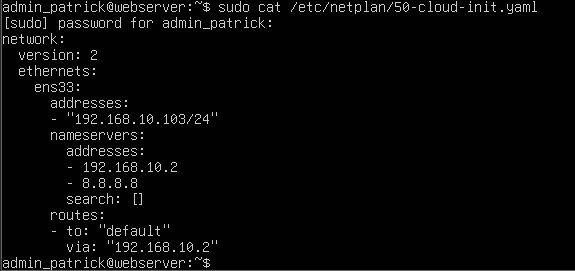 admin_patrick@webserver:~$ sudo cat /etc/netplan/50-cloud-init.yaml
[sudo] password for admin_patrick:
network:
  version: 2
  ethernets:
    ens33:
      addresses:
      - "192.168.10.103/24"
      nameservers:
        addresses:
        - 192.168.10.2
        - 8.8.8.8
        search: []
      routes:
      - to: "default"
        via: "192.168.10.2"
admin_patrick@webserver:~$